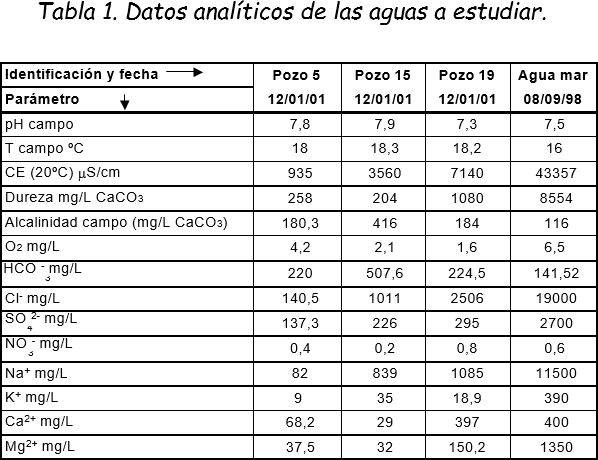 Tabla 1. Datos analíticos de las aguas a estudiar.
Identificación y fecha → Pozo 5 Pozo 15 Pozo 19 Agua mar
Parámetro ↓ 12/01/01 12/01/01 12/01/01 08/09/98
pH campo 7,8 7,9 7,3 7,5
T campo ºC 18 18,3 18,2 16
CE (20ºC) µS/cm 935 3560 7140 43357
Dureza mg/L CaCO₃ 258 204 1080 8554
Alcalinidad campo (mg/L CaCO₃) 180,3 416 184 116
O₂ mg/L 4,2 2,1 1,6 6,5
HCO₃⁻ mg/L 220 507,6 224,5 141,52
Cl⁻ mg/L 140,5 1011 2506 19000
SO₄²⁻ mg/L 137,3 226 295 2700
NO₃⁻ mg/L 0,4 0,2 0,8 0,6
Na⁺ mg/L 82 839 1085 11500
K⁺ mg/L 9 35 18,9 390
Ca²⁺ mg/L 68,2 29 397 400
Mg²⁺ mg/L 37,5 32 150,2 1350